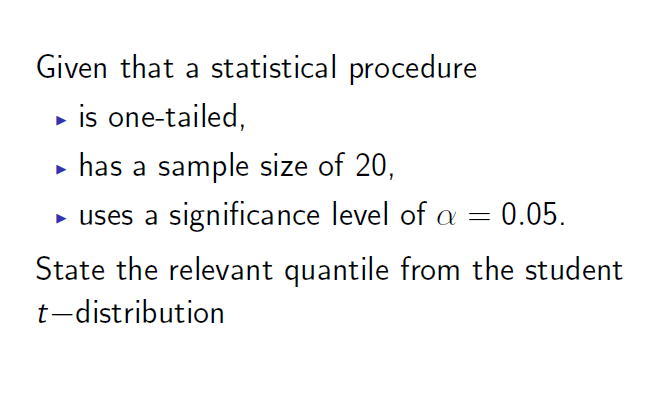 Given that a statistical procedure
▸ is one-tailed,
▸ has a sample size of 20,
▸ uses a significance level of α = 0.05.
State the relevant quantile from the student
t−distribution